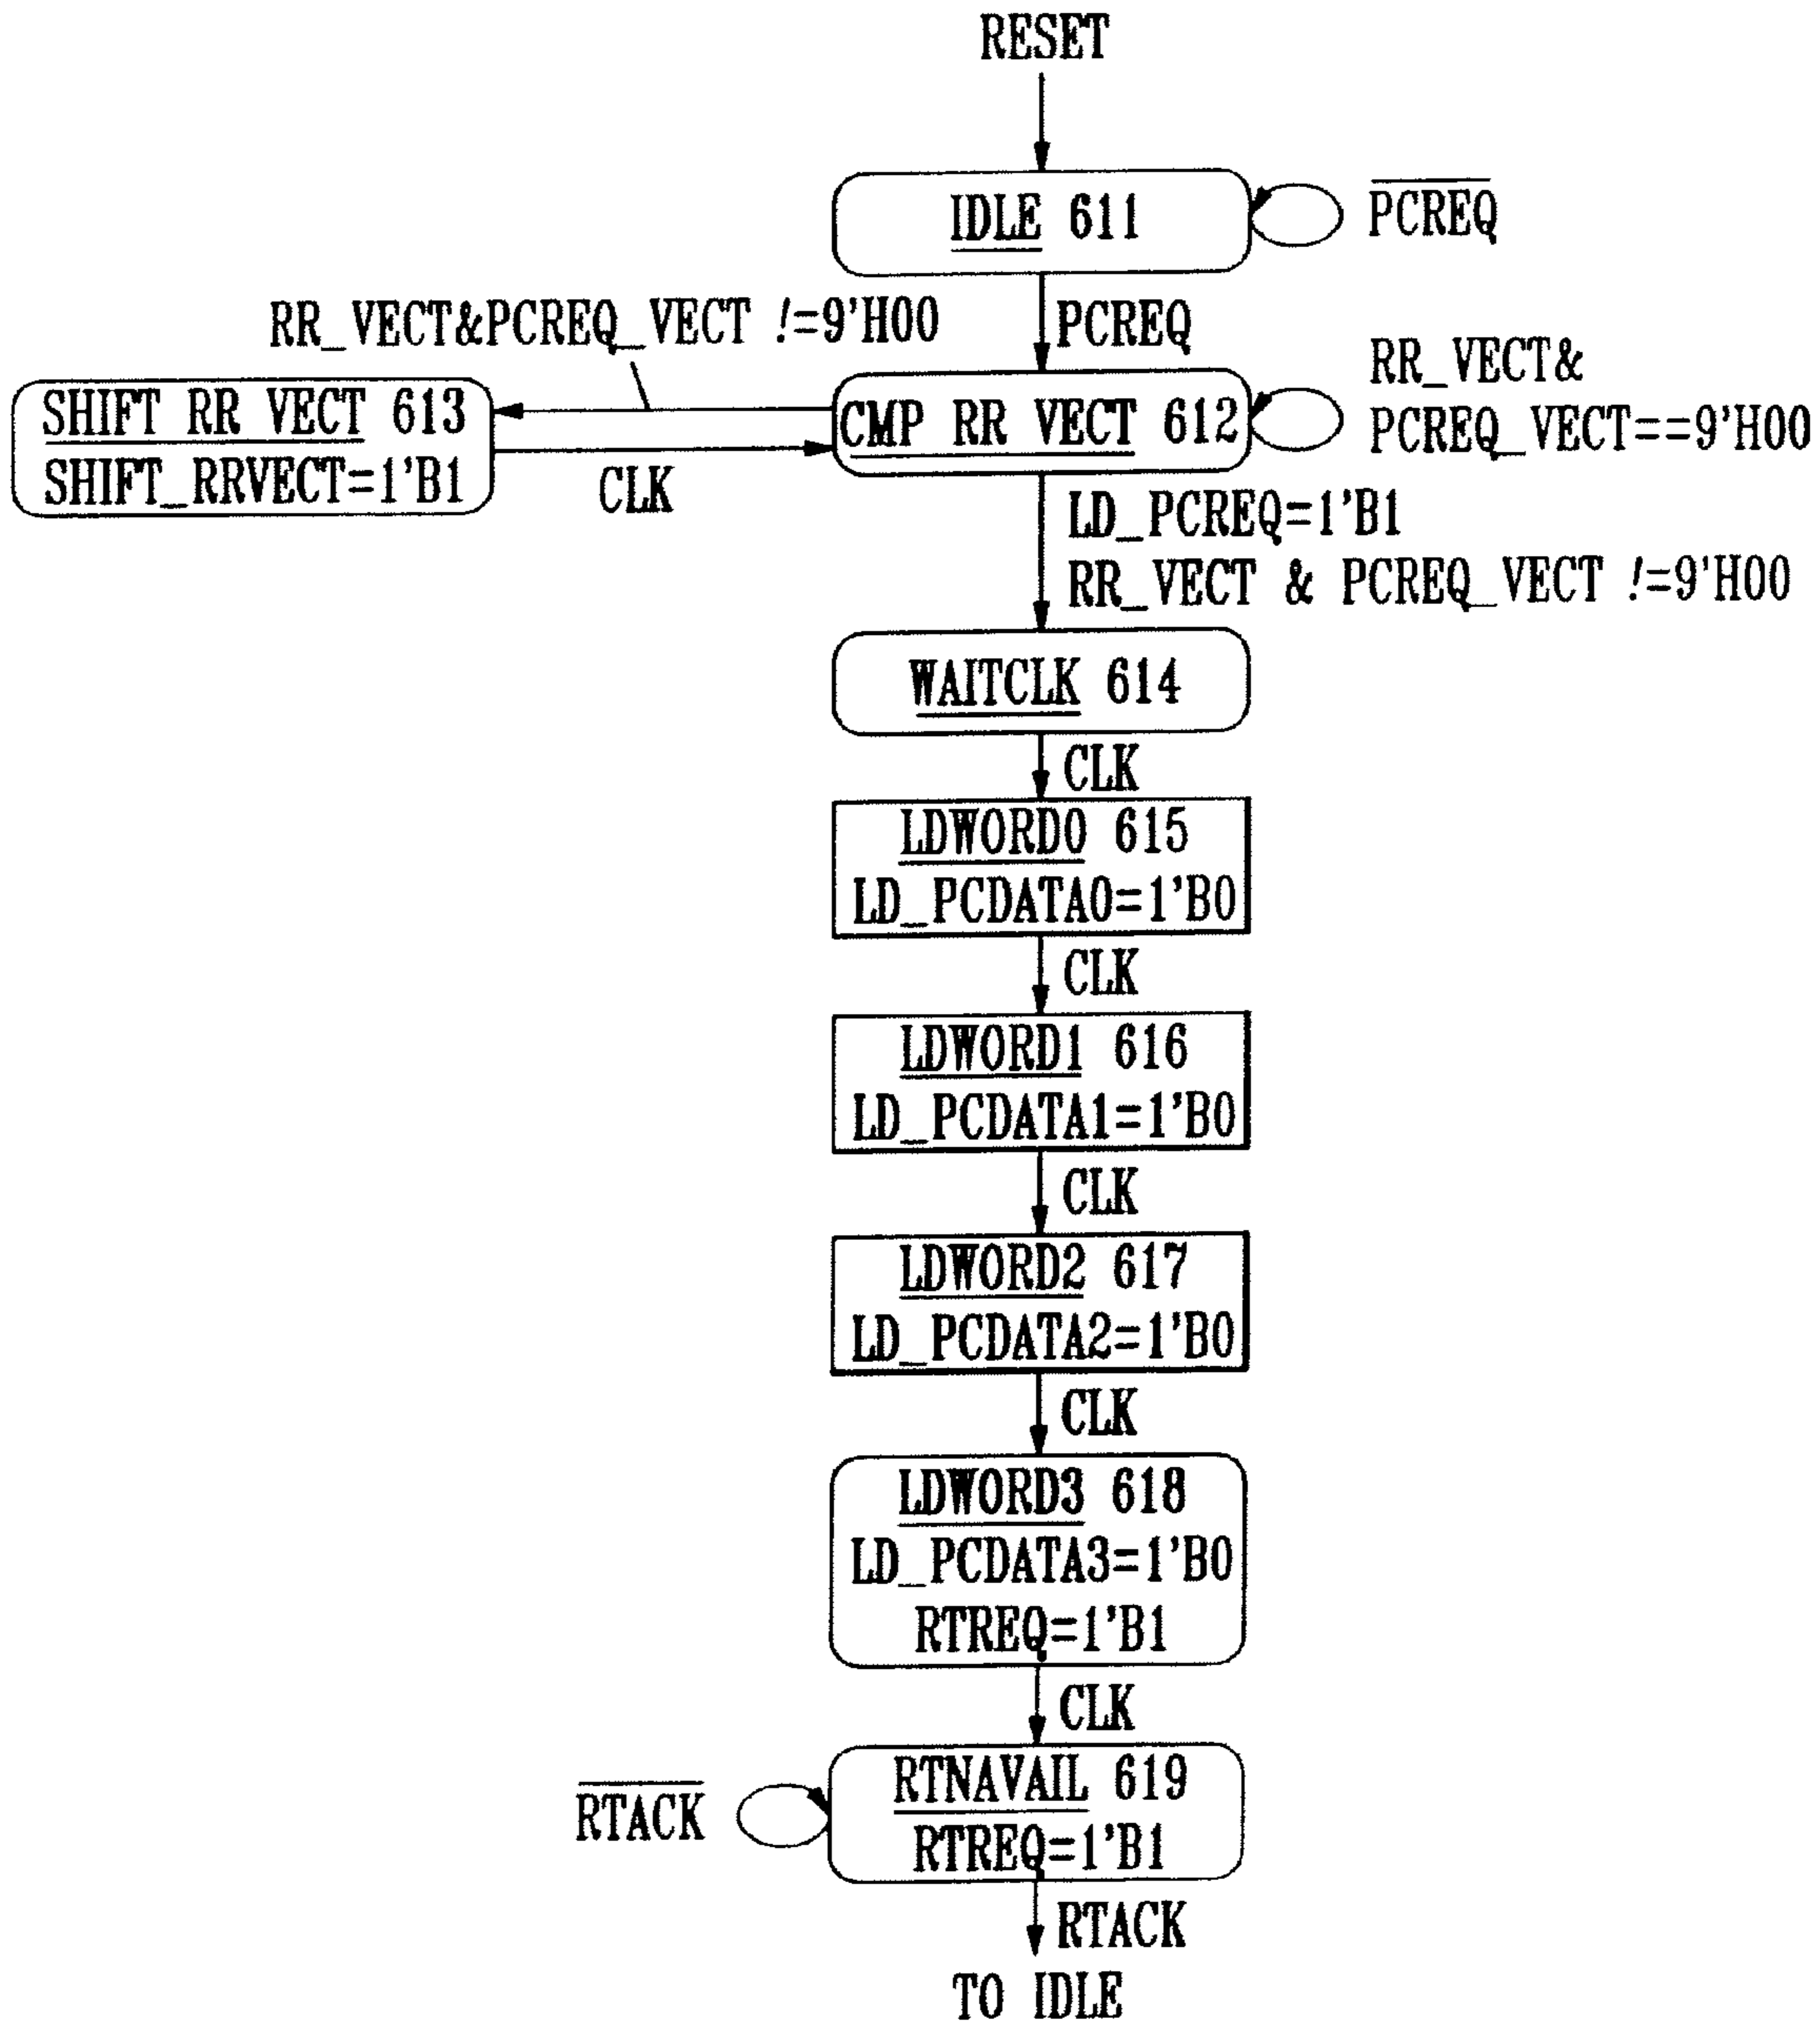 RESET
IDLE 611
PCREQ
RR_VECT&PCREQ_VECT !=9'H00
PCREQ
RR_VECT&
PCREQ_VECT==9'H00
SHIFT RR VECT 613
SHIFT_RRVECT=1'B1
CMP RR VECT 612
CLK
LD_PCREQ=1'B1
RR_VECT & PCREQ_VECT !=9'H00
WAITCLK 614
CLK
LDWORD0 615
LD_PCDATA0=1'B0
CLK
LDWORD1 616
LD_PCDATA1=1'B0
CLK
LDWORD2 617
LD_PCDATA2=1'B0
CLK
LDWORD3 618
LD_PCDATA3=1'B0
RTREQ=1'B1
CLK
RTNAVAIL 619
RTREQ=1'B1
RTACK
RTACK
TO IDLE